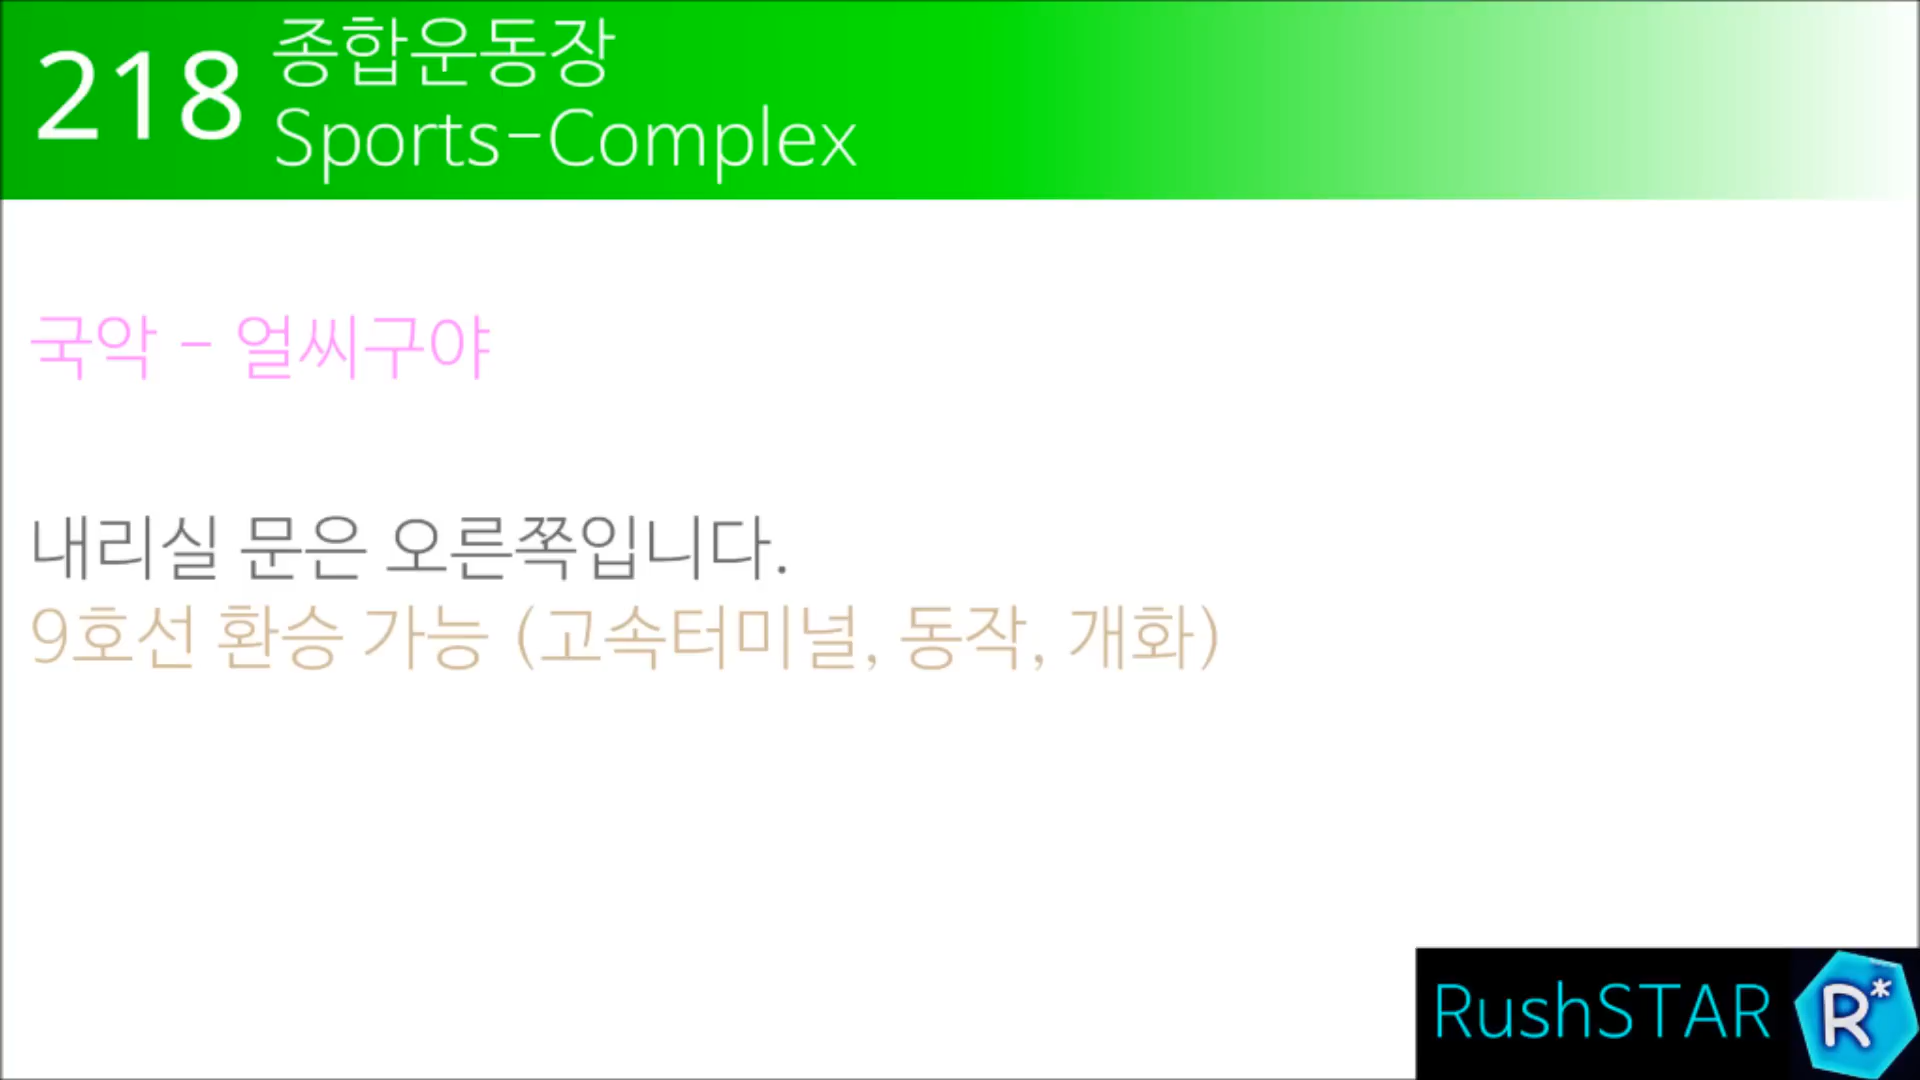 218
종합운동장
Sports-Complex
국악 - 얼씨구야
내리실 문은 오른쪽입니다.
9호선 환승 가능 (고속터미널, 동작, 개화)
RushSTAR R*